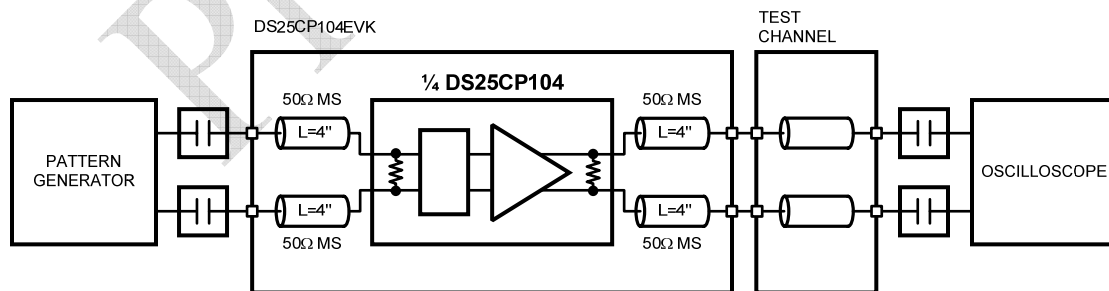 DS25CP104EVK
TEST
CHANNEL
¼ DS25CP104
50Ω MS
50Ω MS
L=4"
L=4"
PATTERN
GENERATOR
OSCILLOSCOPE
L=4"
L=4"
50Ω MS
50Ω MS